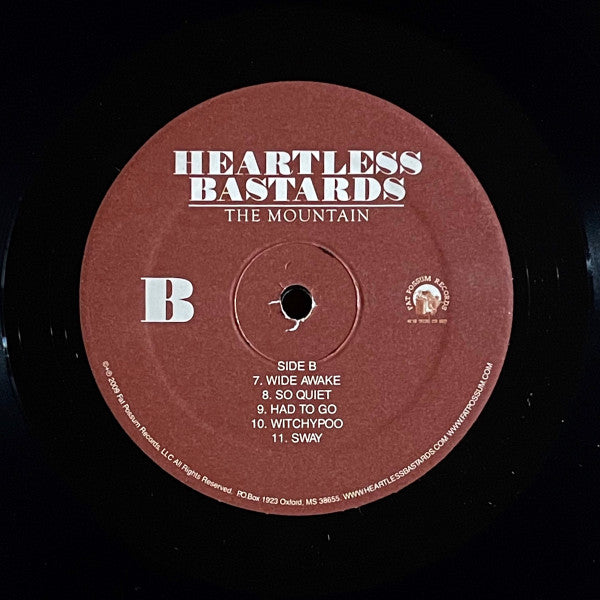 HEARTLESS
BASTARDS
THE MOUNTAIN
B
FAT POSSUM RECORDS
SIDE B
7. WIDE AWAKE
8. SO QUIET
9. HAD TO GO
10. WITCHYPOO
11. SWAY
©+℗ 2009 Fat Possum Records, LLC All Rights Reserved. P.O.Box 1923 Oxford, MS 38655. WWW.HEARTLESSBASTARDS.COM WWW.FATPOSSUM.COM